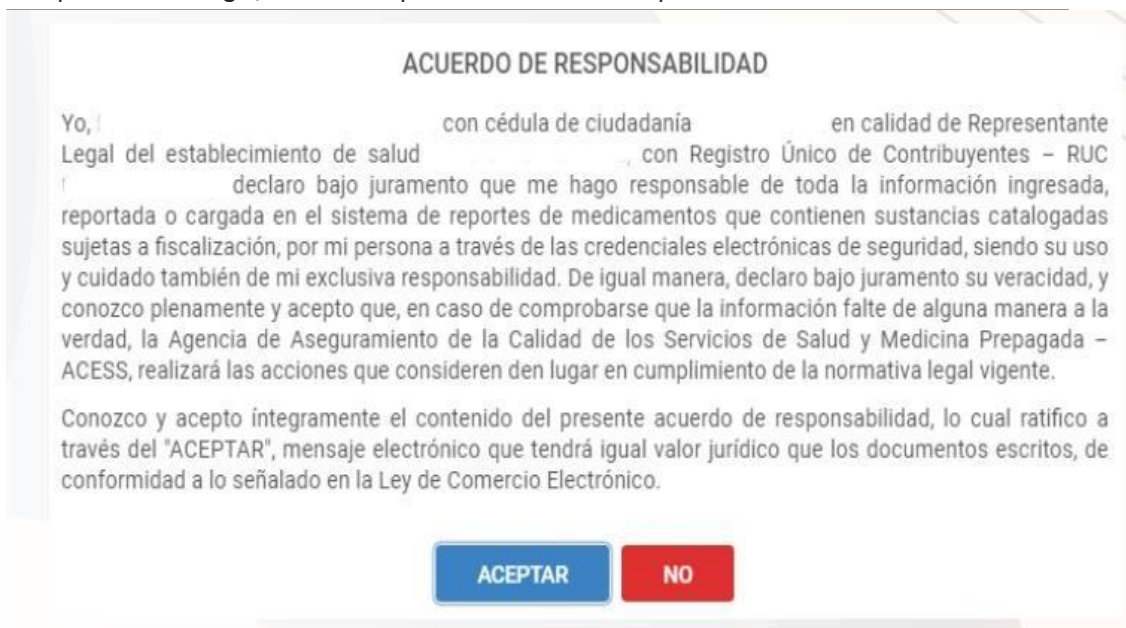 ACUERDO DE RESPONSABILIDAD
Yo, con cédula de ciudadanía en calidad de Representante
Legal del establecimiento de salud , con Registro Único de Contribuyentes – RUC
declaro bajo juramento que me hago responsable de toda la información ingresada,
reportada o cargada en el sistema de reportes de medicamentos que contienen sustancias catalogadas
sujetas a fiscalización, por mi persona a través de las credenciales electrónicas de seguridad, siendo su uso
y cuidado también de mi exclusiva responsabilidad. De igual manera, declaro bajo juramento su veracidad, y
conozco plenamente y acepto que, en caso de comprobarse que la información falte de alguna manera a la
verdad, la Agencia de Aseguramiento de la Calidad de los Servicios de Salud y Medicina Prepagada –
ACESS, realizará las acciones que consideren den lugar en cumplimiento de la normativa legal vigente.
Conozco y acepto íntegramente el contenido del presente acuerdo de responsabilidad, lo cual ratifico a
través del "ACEPTAR", mensaje electrónico que tendrá igual valor jurídico que los documentos escritos, de
conformidad a lo señalado en la Ley de Comercio Electrónico.
ACEPTAR NO